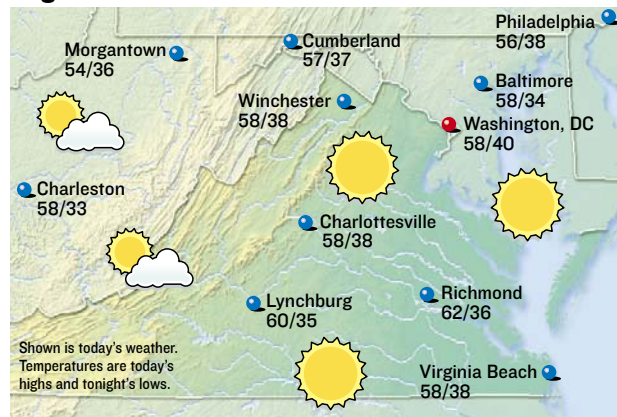 Philadelphia
56/38
Morgantown
54/36
Cumberland
57/37
Baltimore
58/34
Winchester
58/38
Washington, DC
58/40
Charleston
58/33
Charlottesville
58/38
Lynchburg
60/35
Richmond
62/36
Shown is today’s weather.
Temperatures are today’s
highs and tonight’s lows.
Virginia Beach
58/38